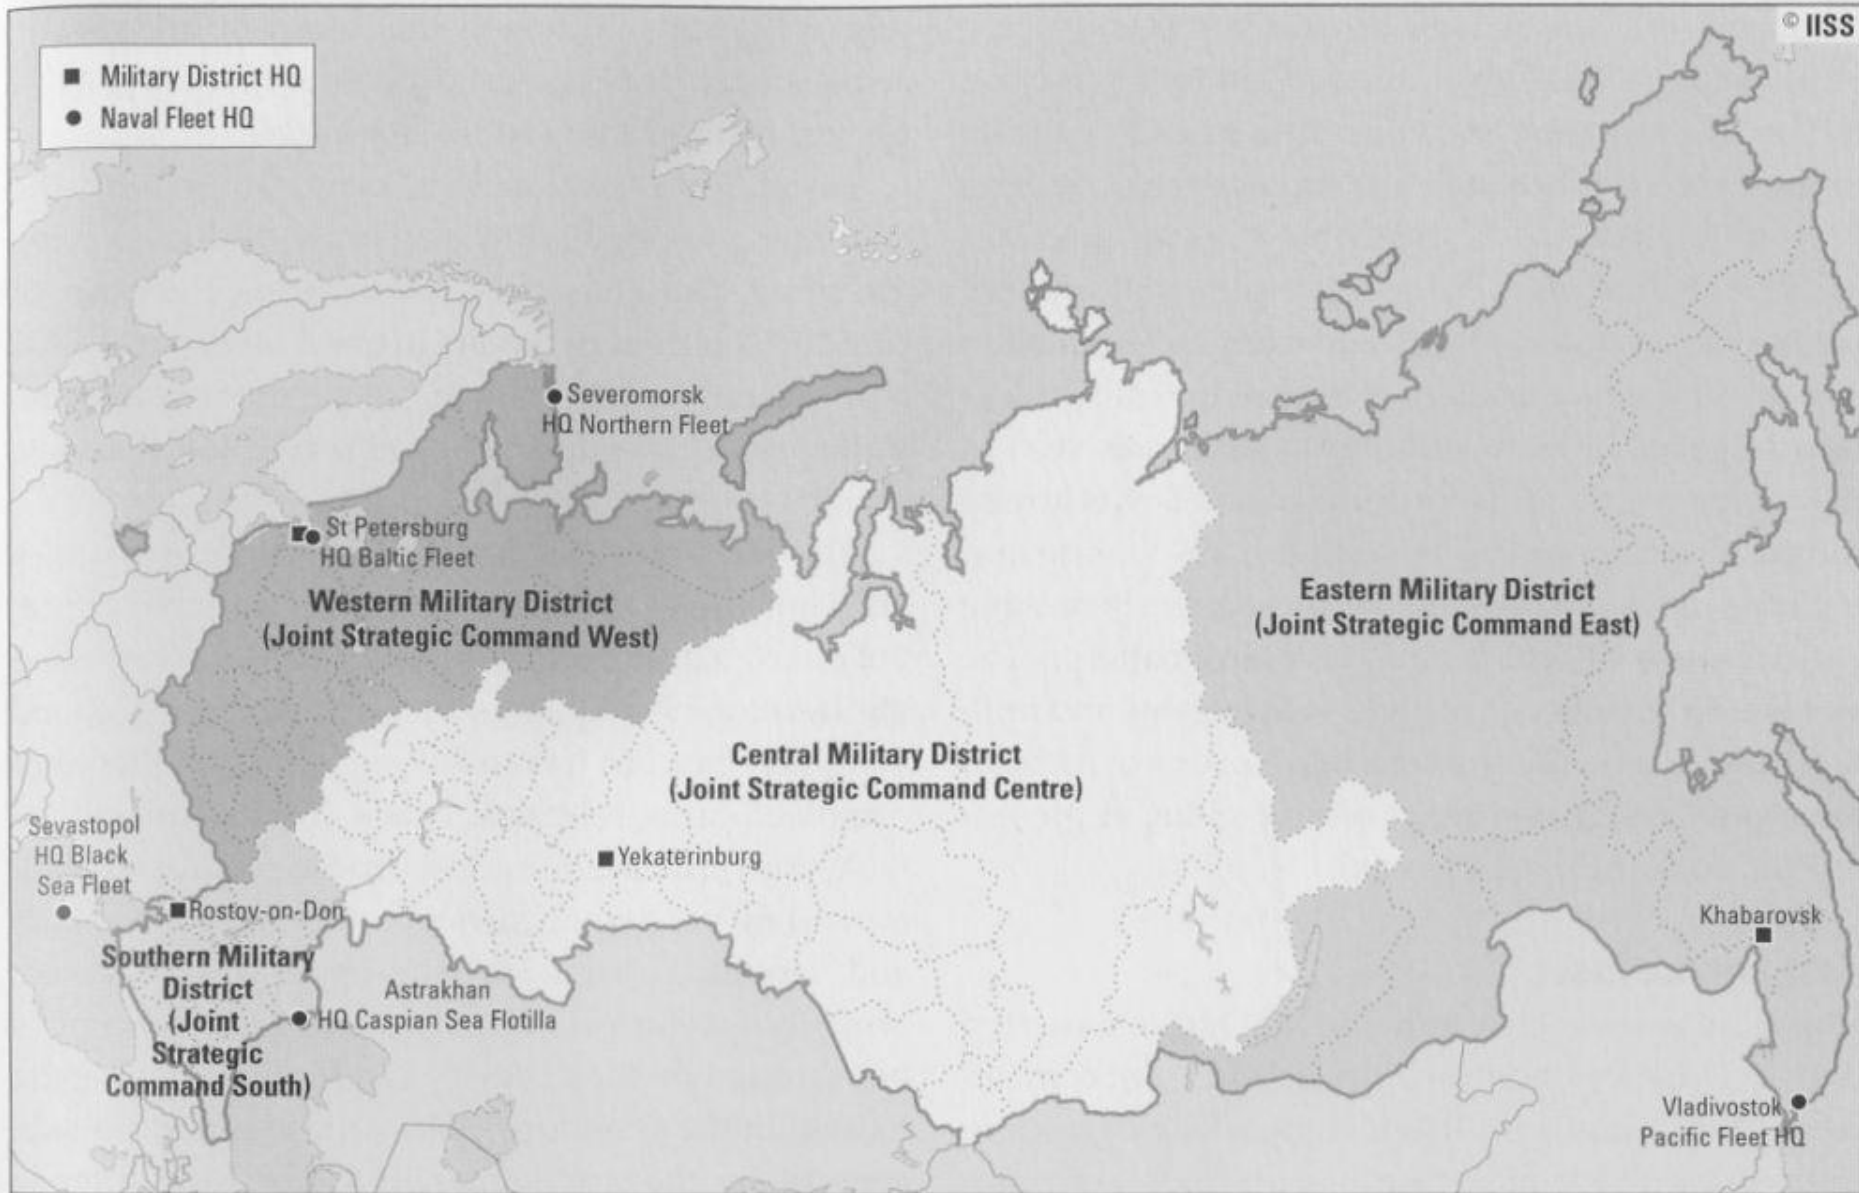 © IISS
Military District HQ
Naval Fleet HQ
Severomorsk
HQ Northern Fleet
St Petersburg
HQ Baltic Fleet
Western Military District
(Joint Strategic Command West)
Eastern Military District
(Joint Strategic Command East)
Central Military District
(Joint Strategic Command Centre)
Sevastopol
HQ Black
Sea Fleet
Yekaterinburg
Rostov-on-Don
Khabarovsk
Southern Military
District
(Joint
Strategic
Command South)
Astrakhan
HQ Caspian Sea Flotilla
Vladivostok
Pacific Fleet HQ